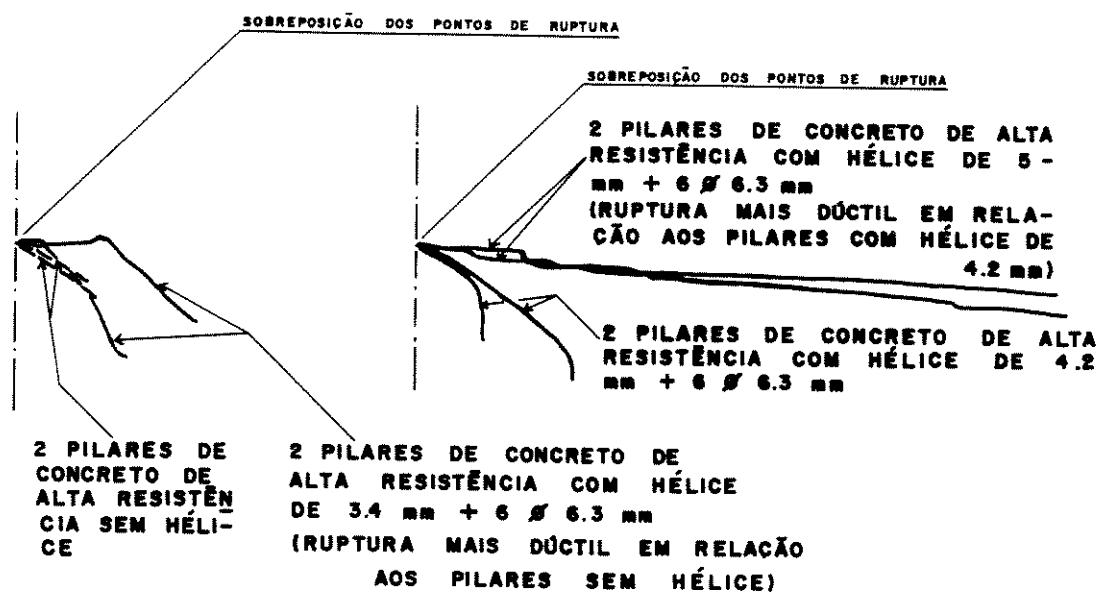 SOBREPOSIÇÃO DOS PONTOS DE RUPTURA
SOBREPOSIÇÃO DOS PONTOS DE RUPTURA
2 PILARES DE CONCRETO DE ALTA
RESISTÊNCIA COM HÉLICE DE 5-
mm + 6 Ø 6.3 mm
(RUPTURA MAIS DÚCTIL EM RELA-
ÇÃO AOS PILARES COM HÉLICE DE
4.2 mm)
2 PILARES DE CONCRETO DE ALTA
RESISTÊNCIA COM HÉLICE DE 4.2
mm + 6 Ø 6.3 mm
2 PILARES DE
CONCRETO DE
ALTA RESISTÊN
CIA SEM HÉLI-
CE
2 PILARES DE CONCRETO DE
ALTA RESISTÊNCIA COM HÉLICE
DE 3.4 mm + 6 Ø 6.3 mm
(RUPTURA MAIS DÚCTIL EM RELAÇÃO
AOS PILARES SEM HÉLICE)